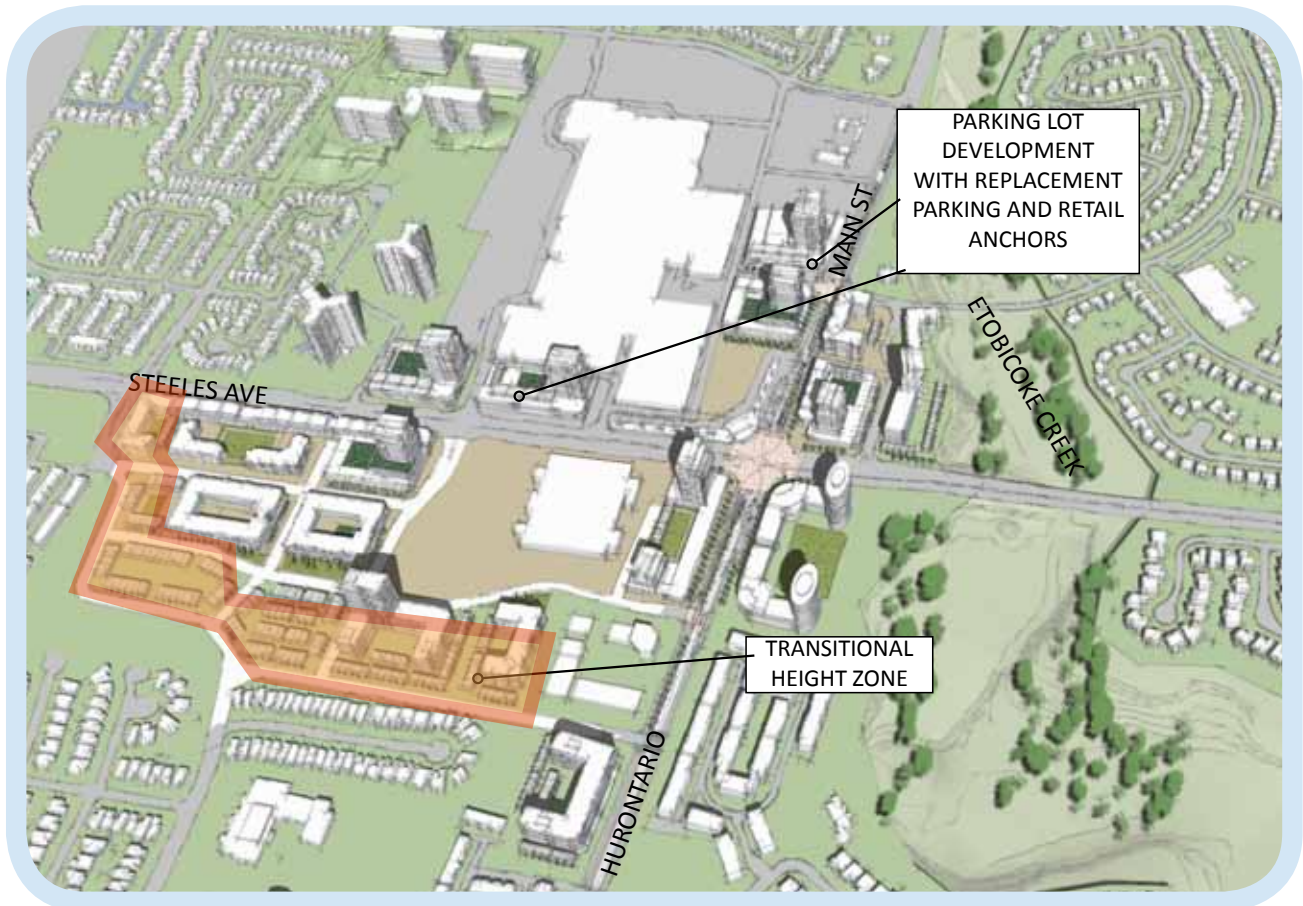 PARKING LOT
DEVELOPMENT
WITH REPLACEMENT
PARKING AND RETAIL
ANCHORS
MAIN ST
ETOBICOKE CREEK
STEELES AVE
TRANSITIONAL
HEIGHT ZONE
HURONTARIO